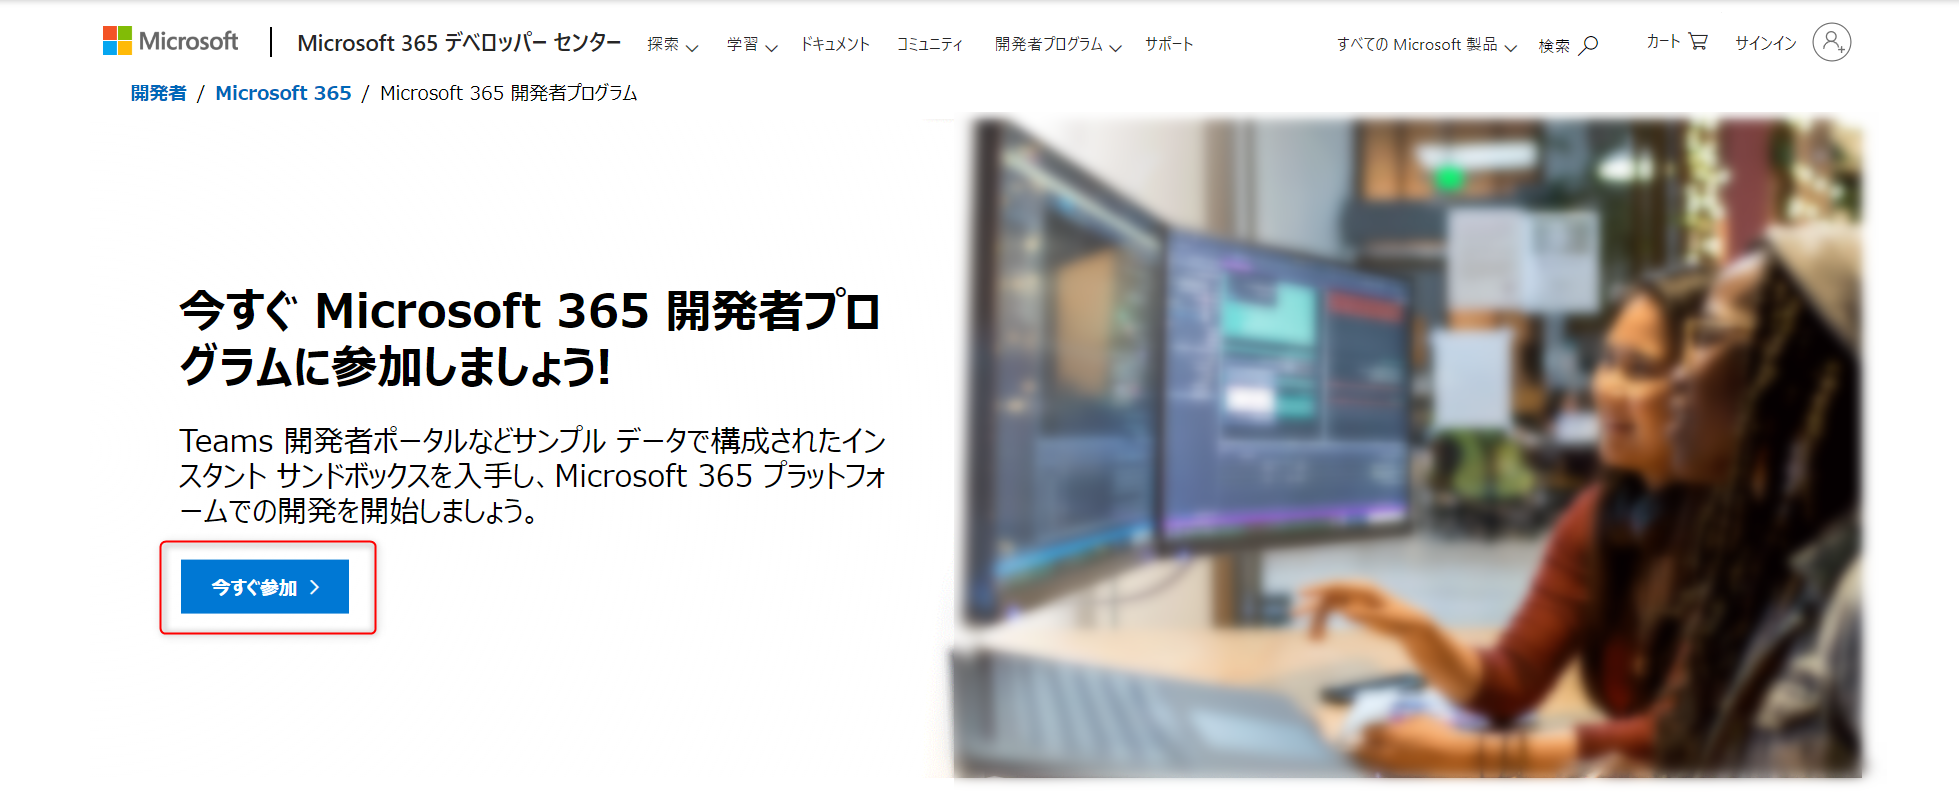 Microsoft
Microsoft 365 デベロッパー センター
探索
学習
ドキュメント
コミュニティ
開発者プログラム
サポート
すべての Microsoft 製品
検索
カート
サインイン
開発者 / Microsoft 365 / Microsoft 365 開発者プログラム
今すぐ Microsoft 365 開発者プロ
グラムに参加しましょう!
Teams 開発者ポータルなどサンプル データで構成されたイン
スタント サンドボックスを入手し、Microsoft 365 プラットフォ
ームでの開発を開始しましょう。
今すぐ参加